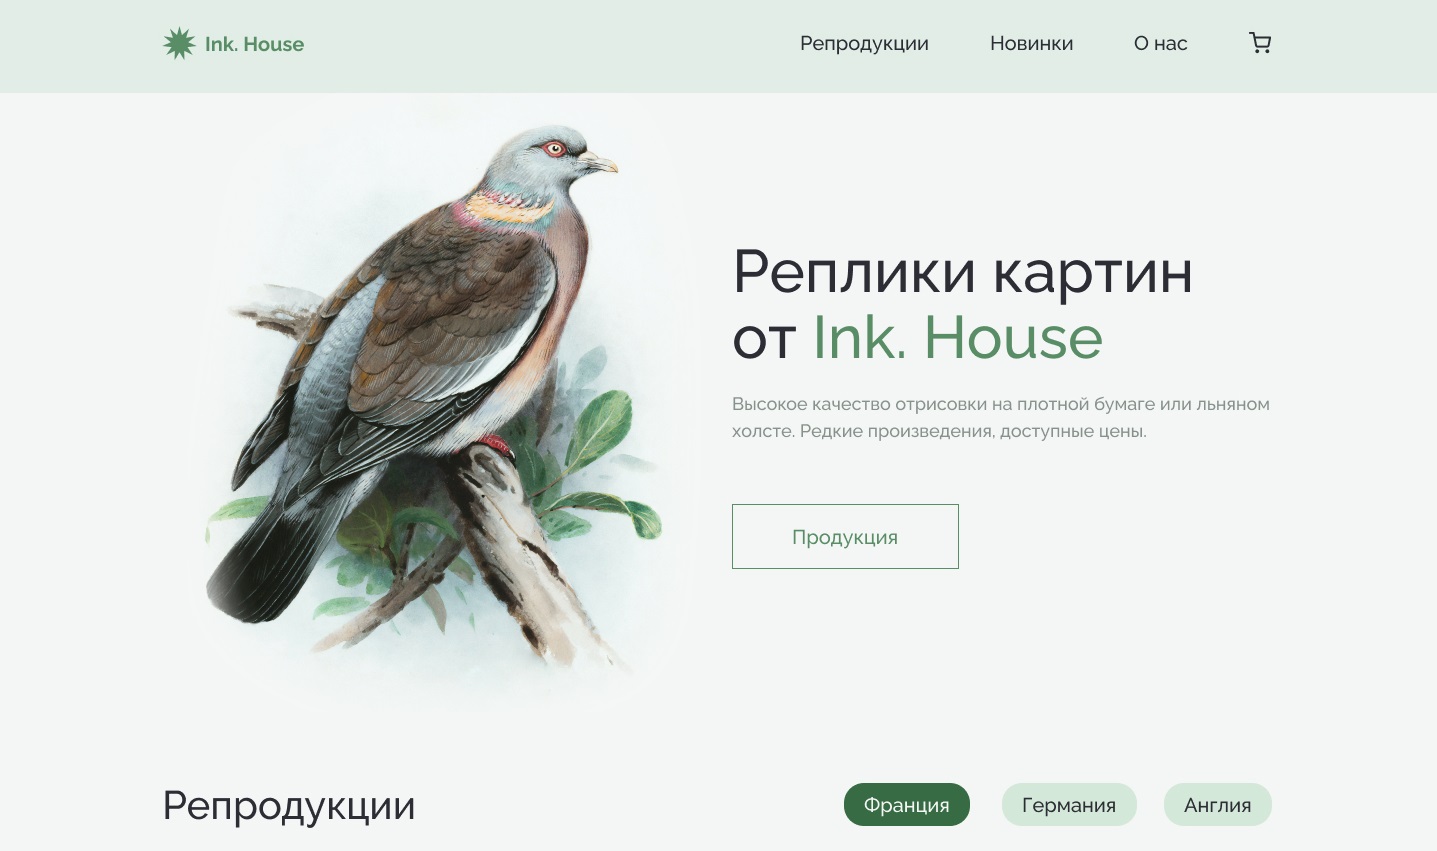 Ink. House
Репродукции
Новинки
О нас
Реплики картин
от Ink. House
Высокое качество отрисовки на плотной бумаге или льняном
холсте. Редкие произведения, доступные цены.
Продукция
Репродукции
Франция
Германия
Англия